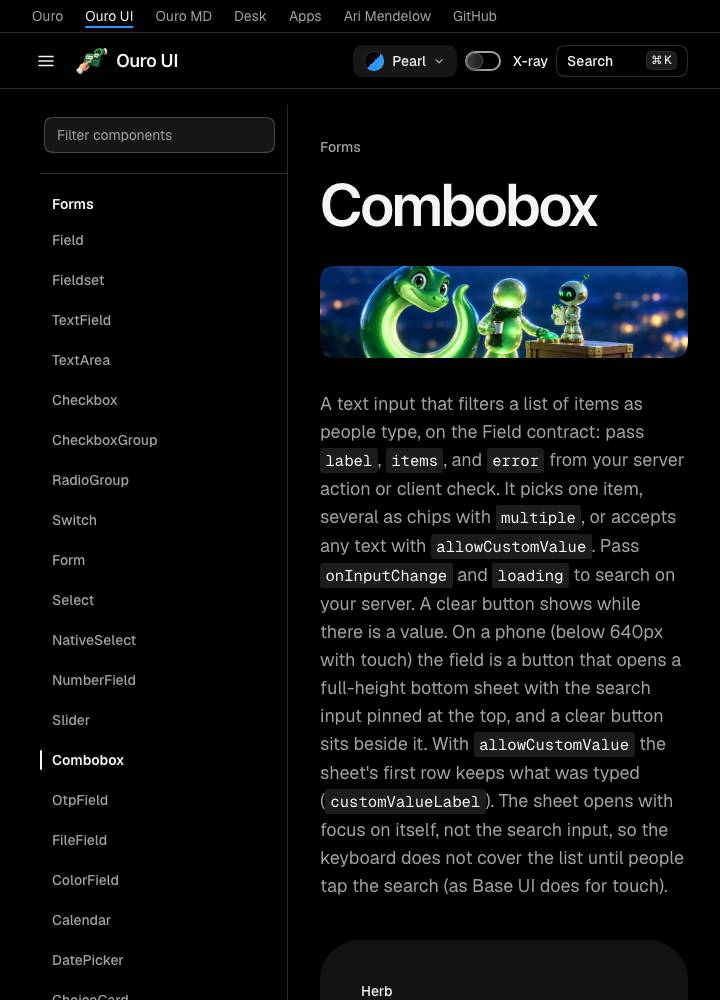 Ouro Ouro UI Ouro MD Desk Apps Ari Mendelow GitHub
Ouro UI Pearl X-ray Search ⌘ K
Filter components
Forms
Field
Fieldset
TextField
TextArea
Checkbox
CheckboxGroup
RadioGroup
Switch
Form
Select
NativeSelect
NumberField
Slider
Combobox
OtpField
FileField
ColorField
Calendar
DatePicker
ChoiceCard
Forms
Combobox
A text input that filters a list of items as
people type, on the Field contract: pass
label, items, and error from your server
action or client check. It picks one item,
several as chips with multiple, or accepts
any text with allowCustomValue. Pass
onInputChange and loading to search on
your server. A clear button shows while
there is a value. On a phone (below 640px
with touch) the field is a button that opens a
full-height bottom sheet with the search
input pinned at the top, and a clear button
sits beside it. With allowCustomValue the
sheet's first row keeps what was typed
(customValueLabel). The sheet opens with
focus on itself, not the search input, so the
keyboard does not cover the list until people
tap the search (as Base UI does for touch).
Herb